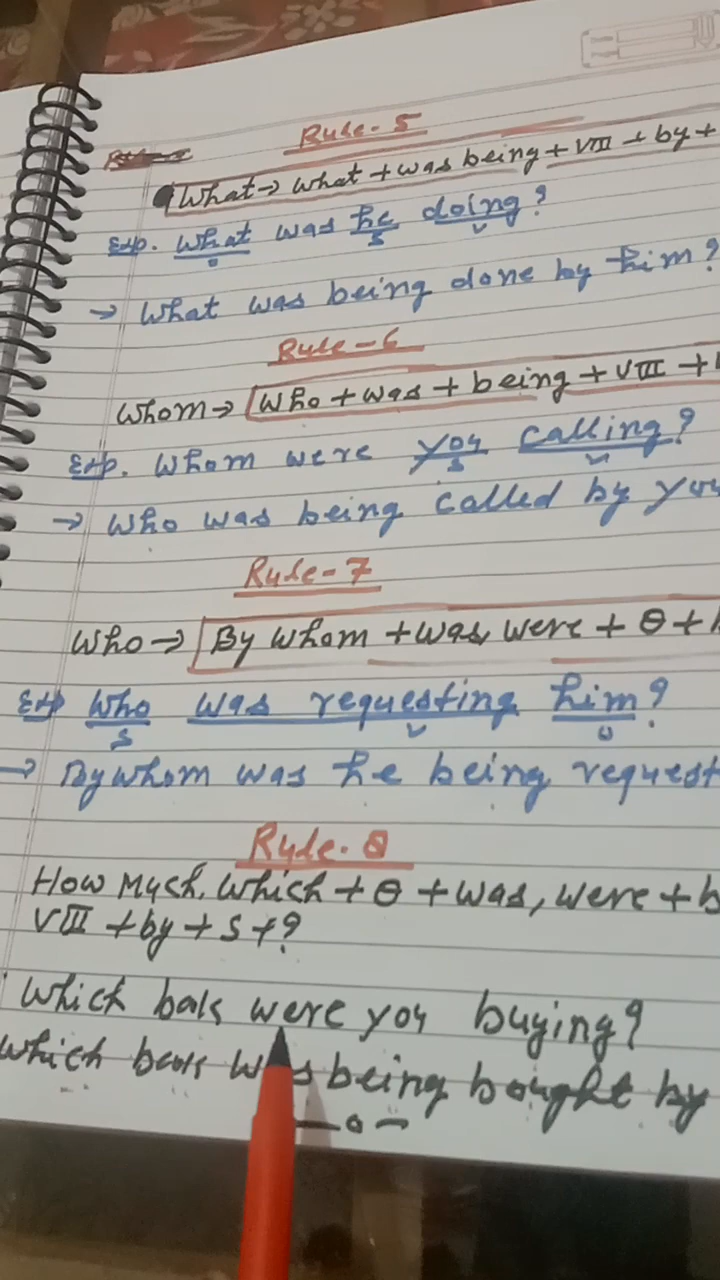 Rule-5
What→ What + was being + VIII + by +
Exp. What was he doing?
s v
o
→ What was being done by him?
Rule-6
Whom→ Who + was + being + VIII +
Exp. Whom were you calling?
s v
→ Who was being called by you
Rule-7
Who→ By whom + was, were + O +
Exp Who was requesting him?
s v o
→ By whom was he being request
Rule-8
How Much, Which + O + was, were + b
VIII + by + S + ?
Which were you buying?
Which was being bought by
—o—